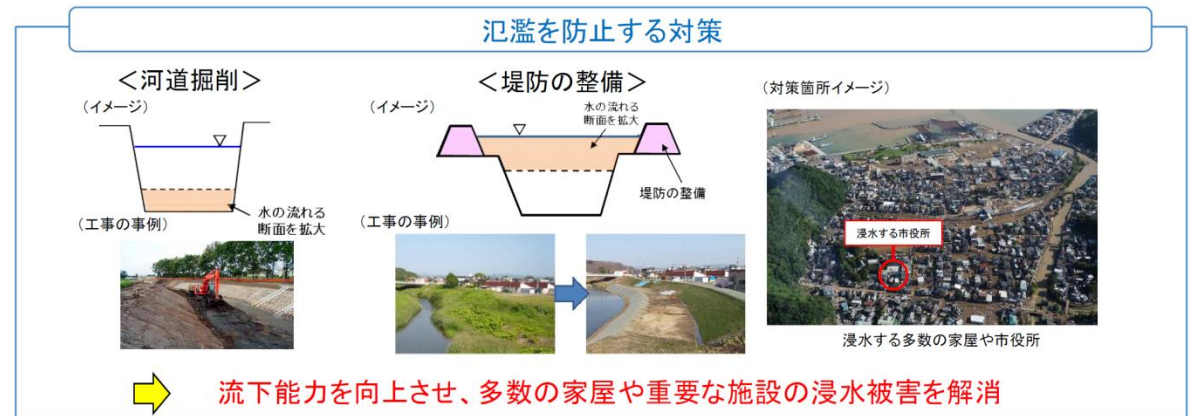 氾濫を防止する対策
＜河道掘削＞
（イメージ）
水の流れる
断面を拡大
（工事の事例）
＜堤防の整備＞
（イメージ）
水の流れる
断面を拡大
堤防の整備
（工事の事例）
（対策箇所イメージ）
浸水する市役所
浸水する多数の家屋や市役所
流下能力を向上させ、多数の家屋や重要な施設の浸水被害を解消